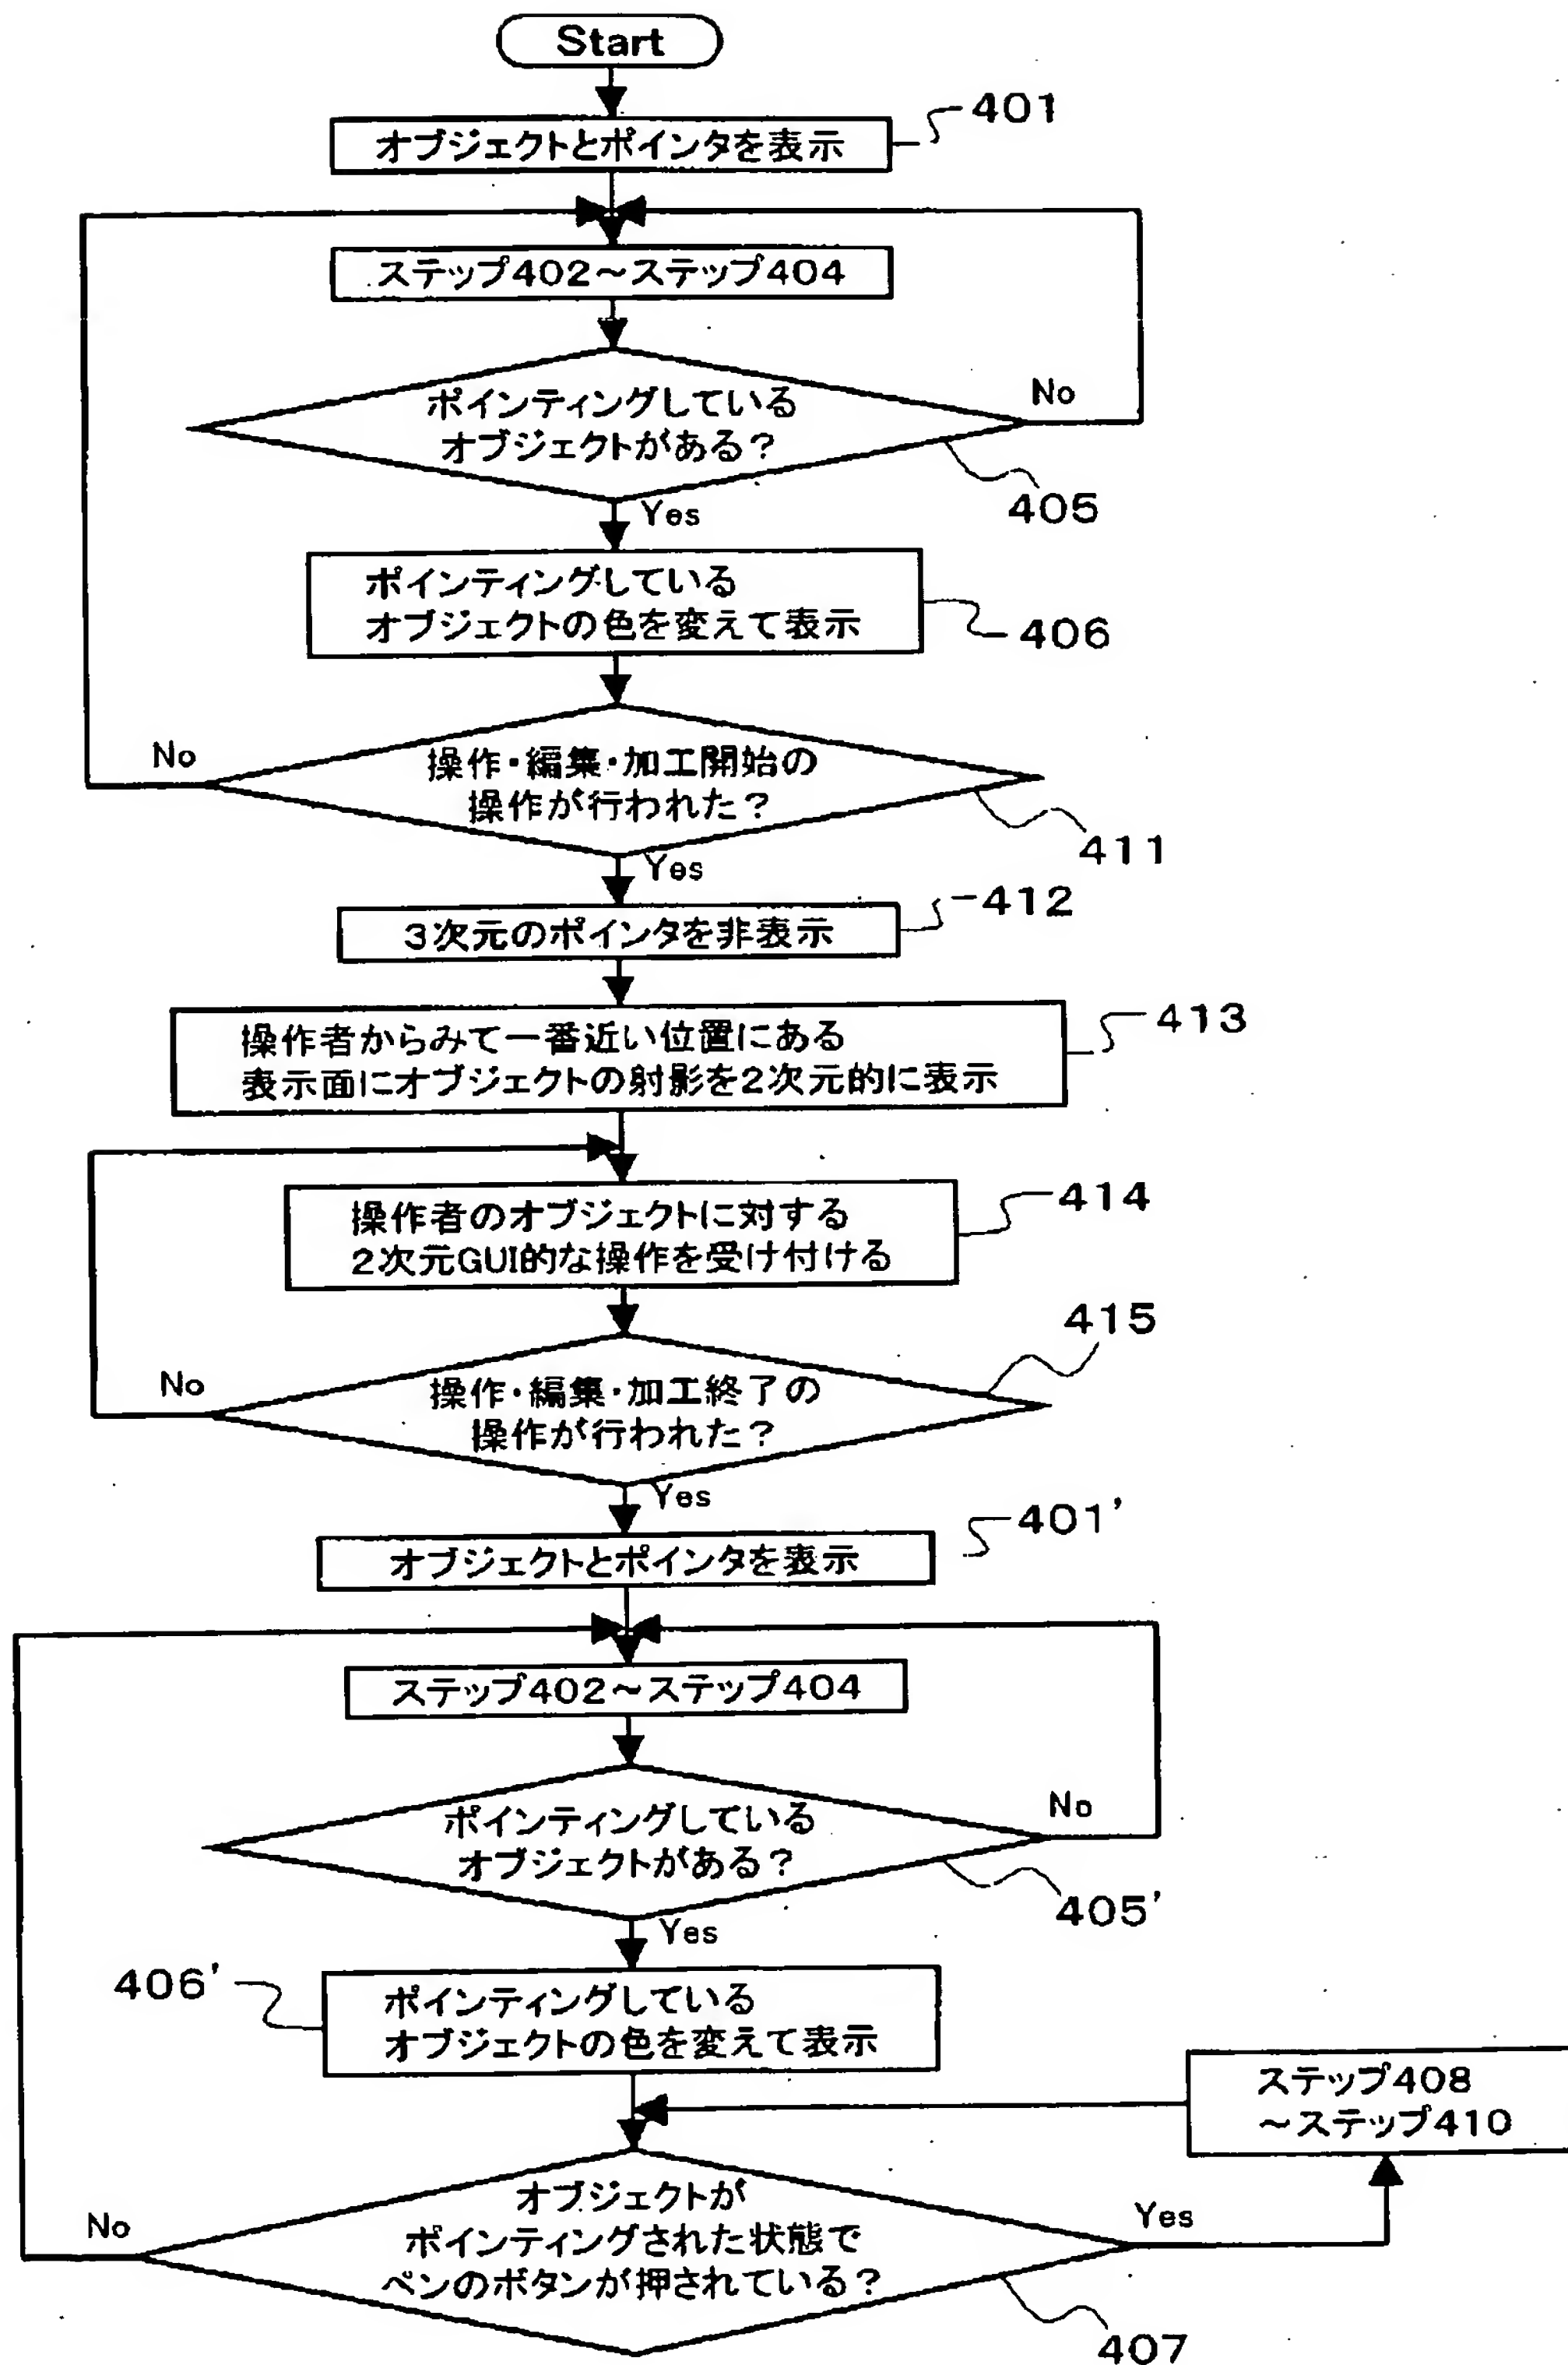 Start
オブジェクトとポインタを表示
401
ステップ402～ステップ404
ポインティングしている
オブジェクトがある？
No
405
Yes
ポインティングしている
オブジェクトの色を変えて表示
406
No
操作・編集・加工開始の
操作が行われた？
411
Yes
412
3次元のポインタを非表示
操作者からみて一番近い位置にある
表示面にオブジェクトの射影を2次元的に表示
413
操作者のオブジェクトに対する
2次元GUI的な操作を受け付ける
414
415
No
操作・編集・加工終了の
操作が行われた？
Yes
401'
オブジェクトとポインタを表示
ステップ402～ステップ404
ポインティングしている
オブジェクトがある？
No
405'
Yes
406'
ポインティングしている
オブジェクトの色を変えて表示
ステップ408
～ステップ410
No
オブジェクトが
ポインティングされた状態で
ペンのボタンが押されている？
Yes
407